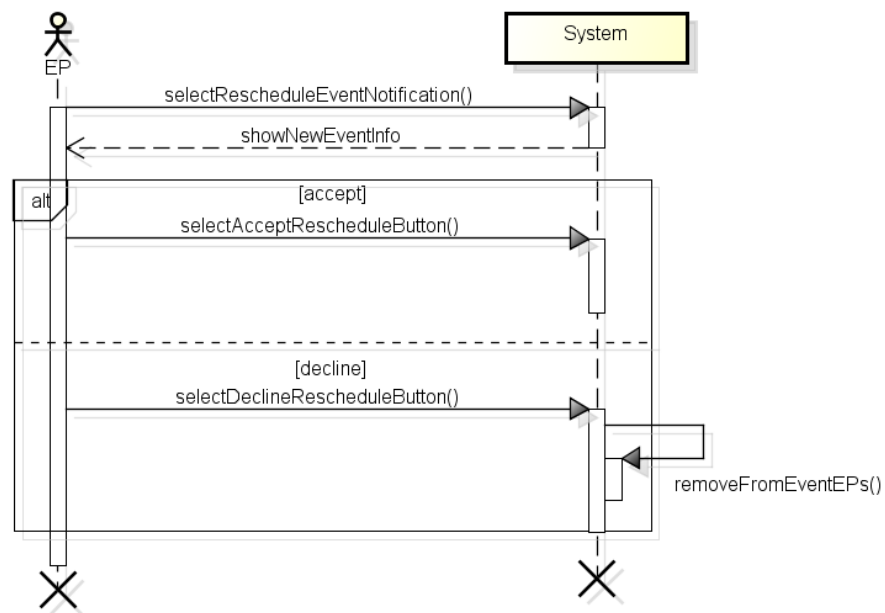 System
EP
selectRescheduleEventNotification()
showNewEventInfo
alt
[accept]
selectAcceptRescheduleButton()
[decline]
selectDeclineRescheduleButton()
removeFromEventEPs()